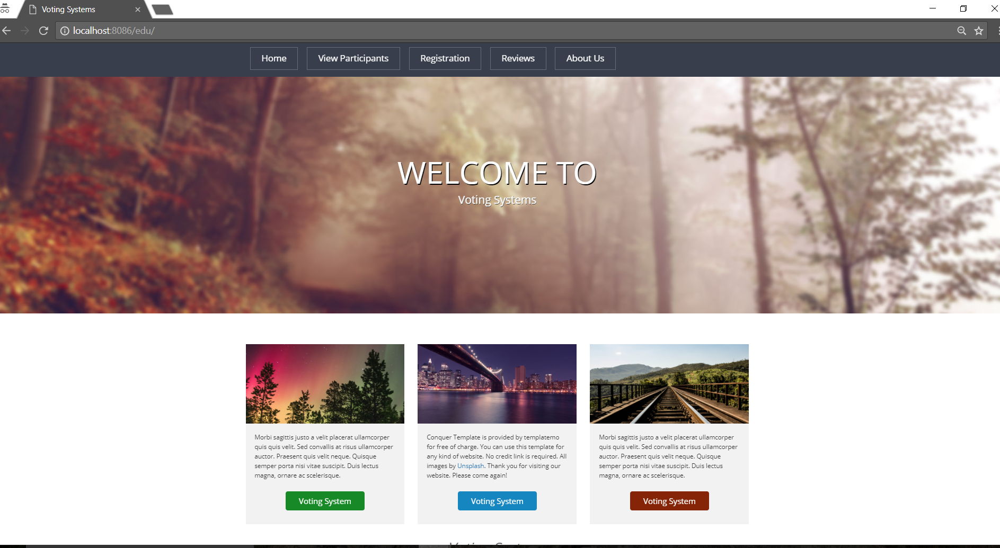 Voting Systems
localhost:8086/edu/
Home View Participants Registration Reviews About Us
WELCOME TO
Voting Systems
Morbi sagittis justo a velit placerat ullamcorper
quis quis velit. Sed convallis at risus ullamcorper
auctor. Praesent quis velit neque. Quisque
semper porta nisi vitae suscipit. Duis lectus
magna, ornare ac scelerisque.
Voting System
Conquer Template is provided by templatemo
for free of charge. You can use this template for
any kind of website. No credit link is required. All
images by Unsplash. Thank you for visiting our
website. Please come again!
Voting System
Morbi sagittis justo a velit placerat ullamcorper
quis quis velit. Sed convallis at risus ullamcorper
auctor. Praesent quis velit neque. Quisque
semper porta nisi vitae suscipit. Duis lectus
magna, ornare ac scelerisque.
Voting System